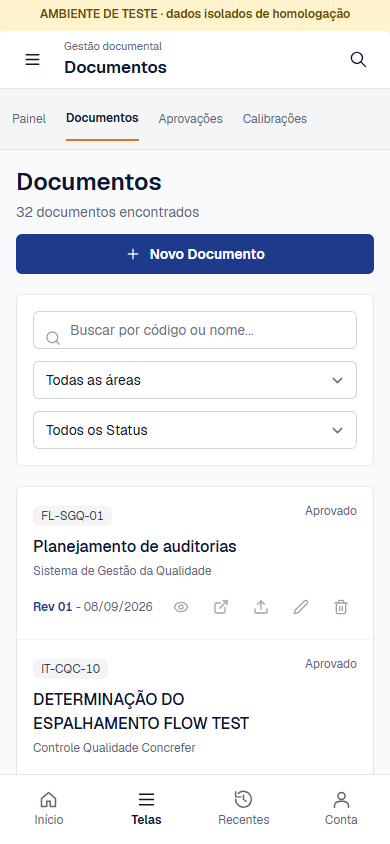 AMBIENTE DE TESTE · dados isolados de homologação
Gestão documental
Documentos
Painel
Documentos
Aprovações
Calibrações
Documentos
32 documentos encontrados
Novo Documento
Buscar por código ou nome...
Todas as áreas
Todos os Status
FL-SGQ-01
Aprovado
Planejamento de auditorias
Sistema de Gestão da Qualidade
Rev 01 - 08/09/2026
IT-CQC-10
Aprovado
DETERMINAÇÃO DO
ESPALHAMENTO FLOW TEST
Controle Qualidade Concrefer
Início
Telas
Recentes
Conta